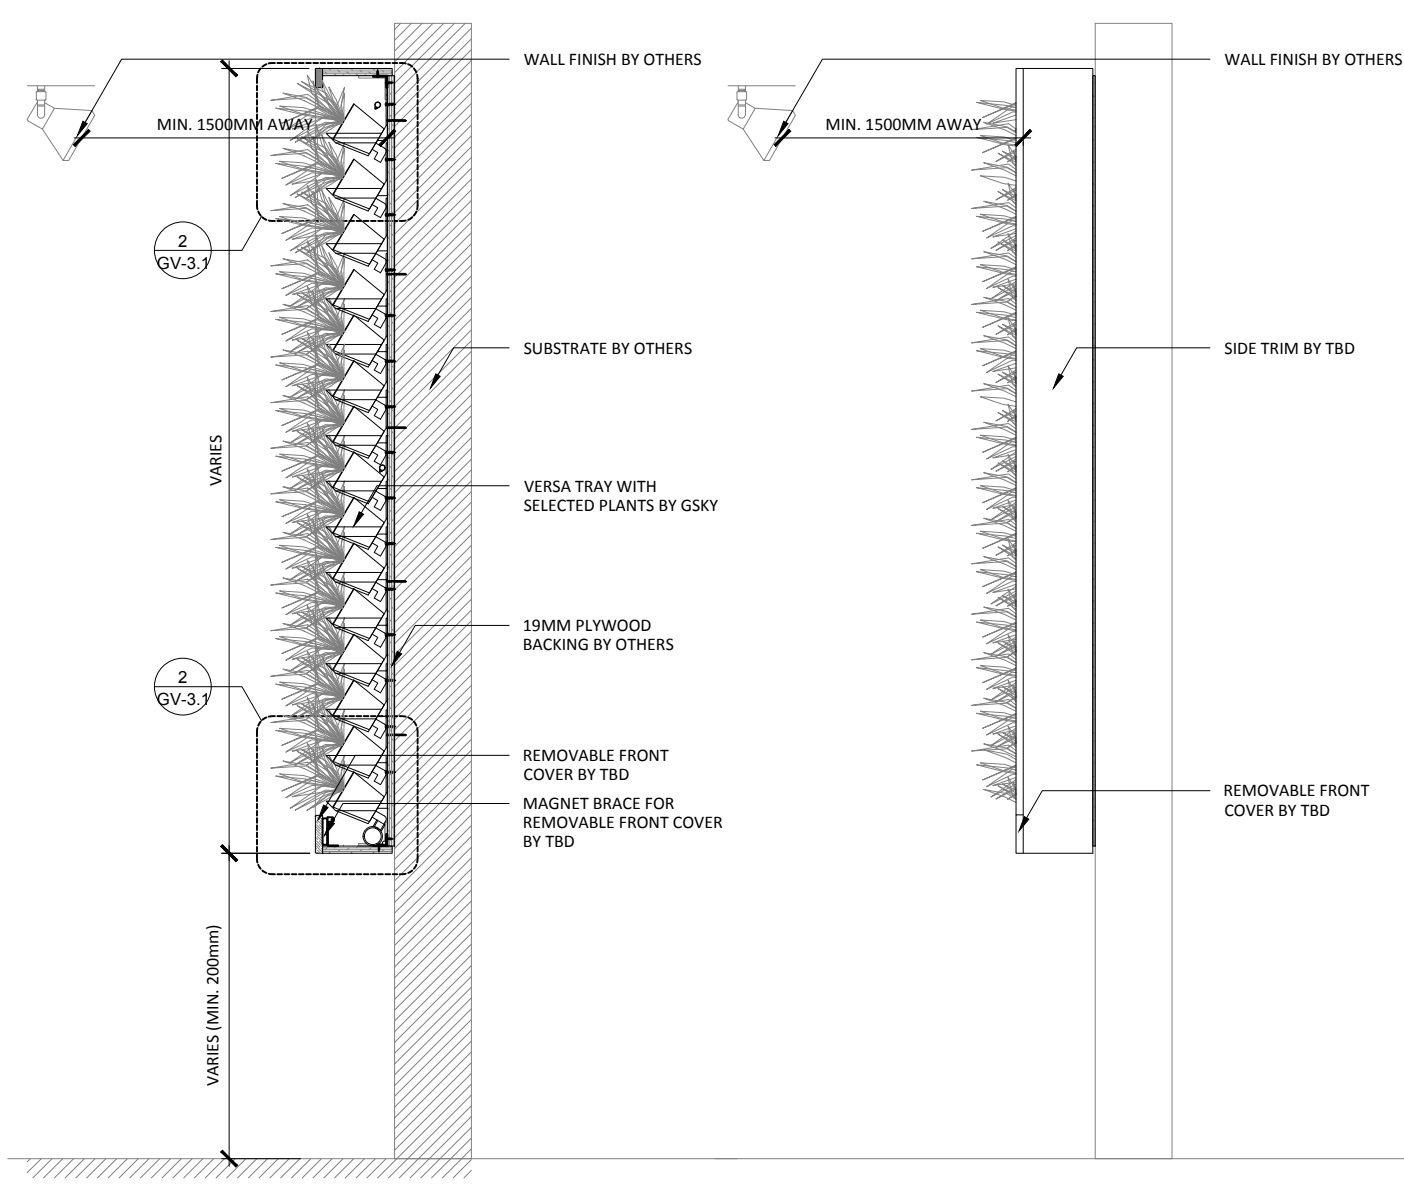 WALL FINISH BY OTHERS
MIN. 1500MM AWAY
2
GV-3.1
SUBSTRATE BY OTHERS
VARIES
VERSA TRAY WITH
SELECTED PLANTS BY GSKY
19MM PLYWOOD
BACKING BY OTHERS
2
GV-3.1
REMOVABLE FRONT
COVER BY TBD
MAGNET BRACE FOR
REMOVABLE FRONT COVER
BY TBD
VARIES (MIN. 200mm)
WALL FINISH BY OTHERS
MIN. 1500MM AWAY
SIDE TRIM BY TBD
REMOVABLE FRONT
COVER BY TBD